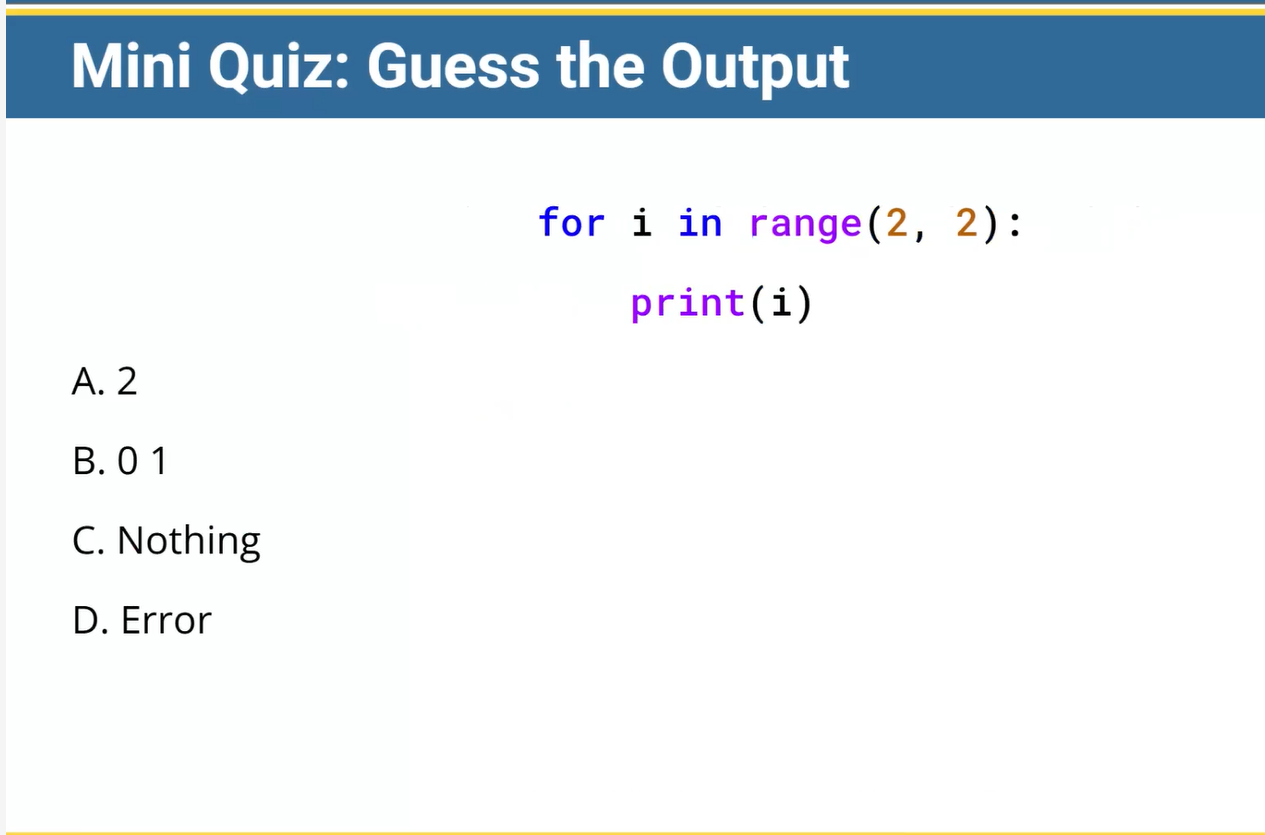 Mini Quiz: Guess the Output
for i in range(2, 2):
    print(i)
A. 2
B. 0 1
C. Nothing
D. Error